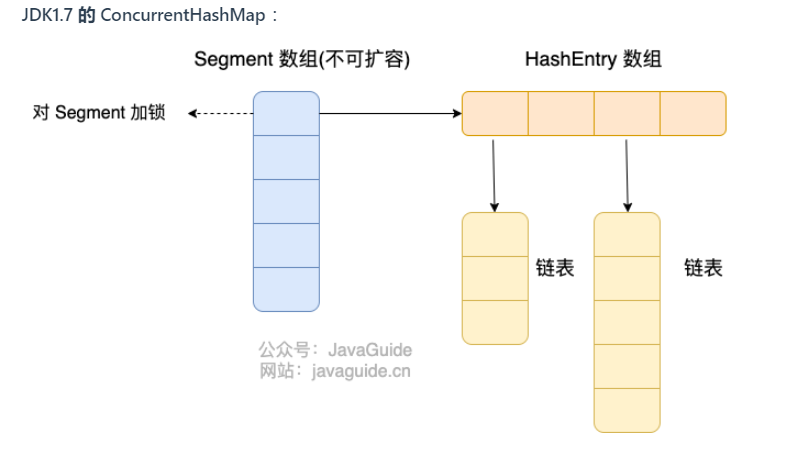 JDK1.7 的 ConcurrentHashMap ：
Segment 数组(不可扩容)
HashEntry 数组
对 Segment 加锁
链表
链表
公众号：JavaGuide
网站：javaguide.cn